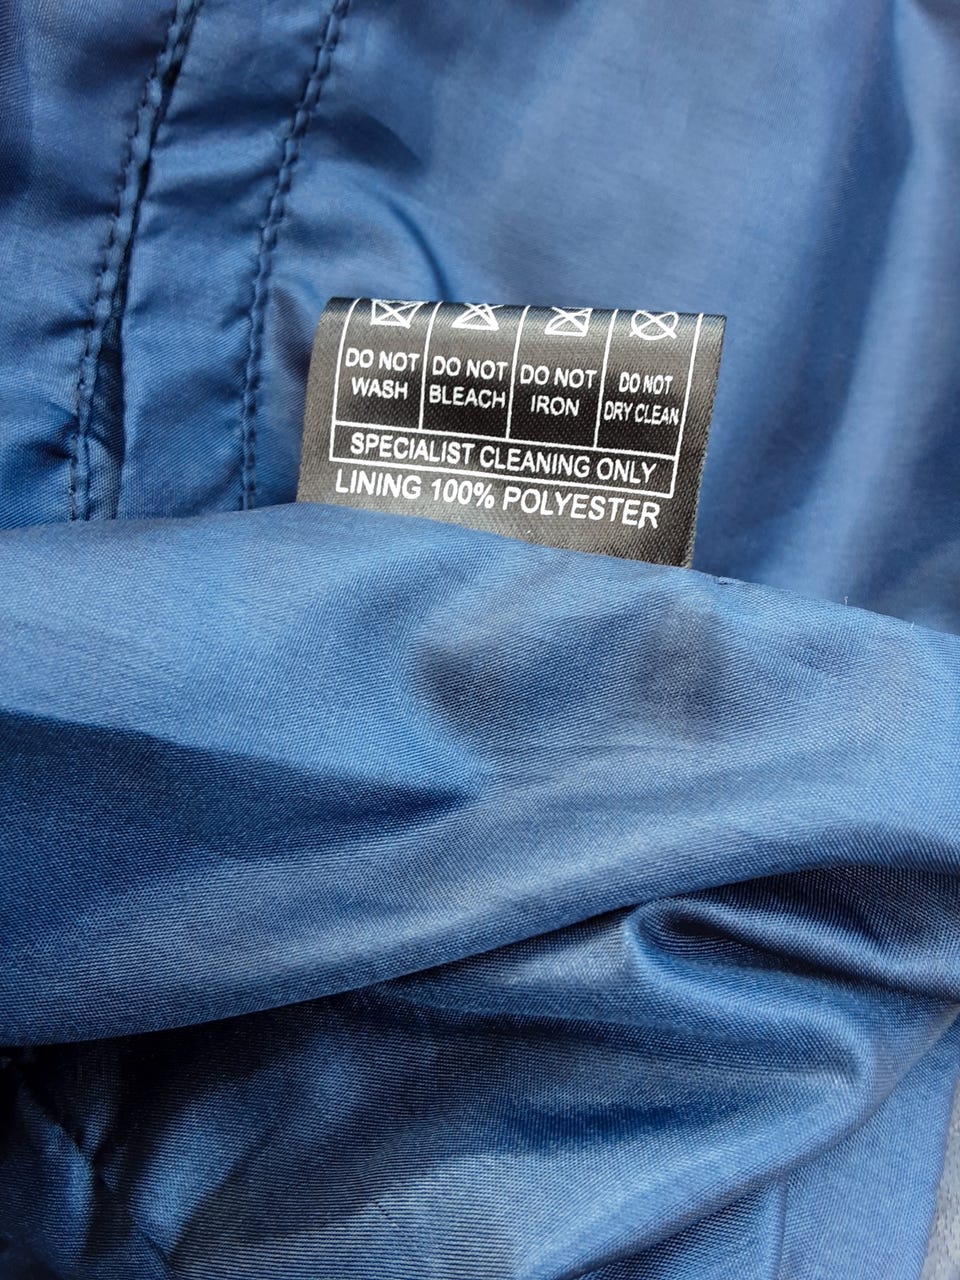 DO NOT WASH
DO NOT BLEACH
DO NOT IRON
DO NOT DRY CLEAN
SPECIALIST CLEANING ONLY
LINING 100% POLYESTER